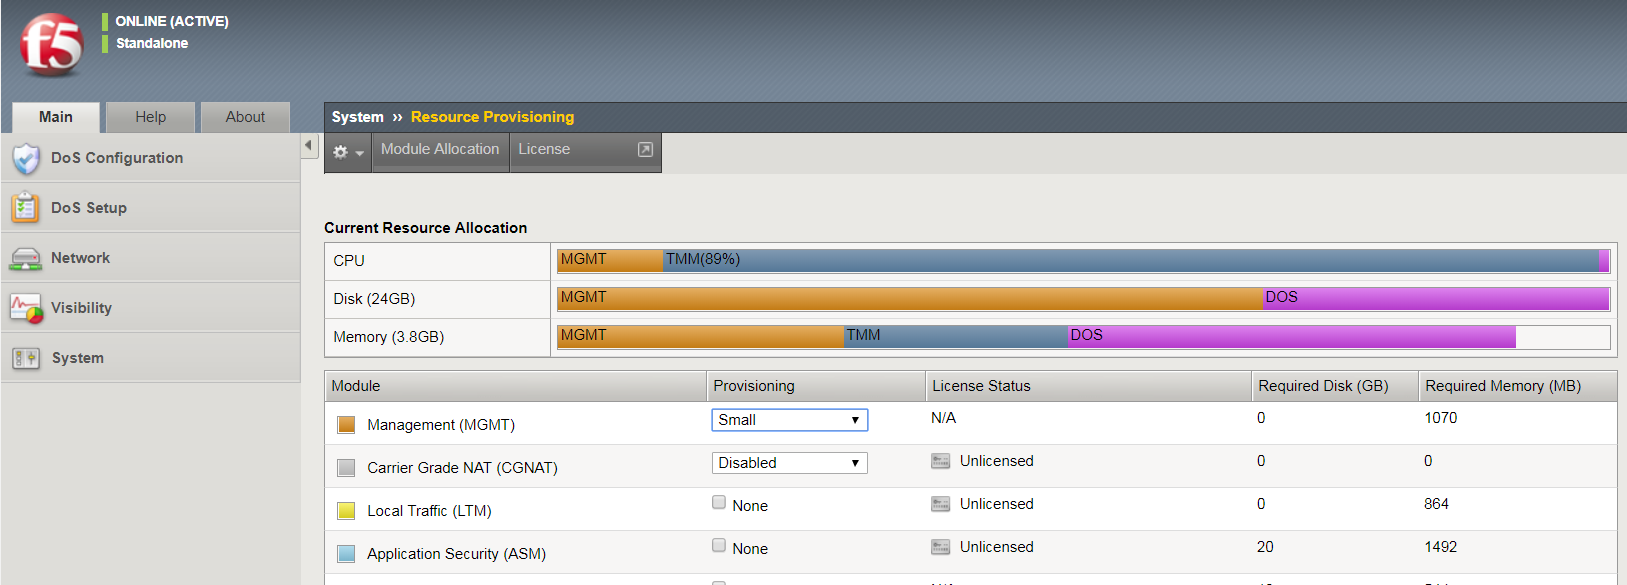 f5
ONLINE (ACTIVE)
Standalone
Main
Help
About
System ›› Resource Provisioning
Module Allocation
License
DoS Configuration
DoS Setup
Network
Visibility
System
Current Resource Allocation
CPU
MGMT
TMM(89%)
Disk (24GB)
MGMT
DOS
Memory (3.8GB)
MGMT
TMM
DOS
Module
Provisioning
License Status
Required Disk (GB)
Required Memory (MB)
Management (MGMT)
Small
N/A
0
1070
Carrier Grade NAT (CGNAT)
Disabled
Unlicensed
0
0
Local Traffic (LTM)
None
Unlicensed
0
864
Application Security (ASM)
None
Unlicensed
20
1492